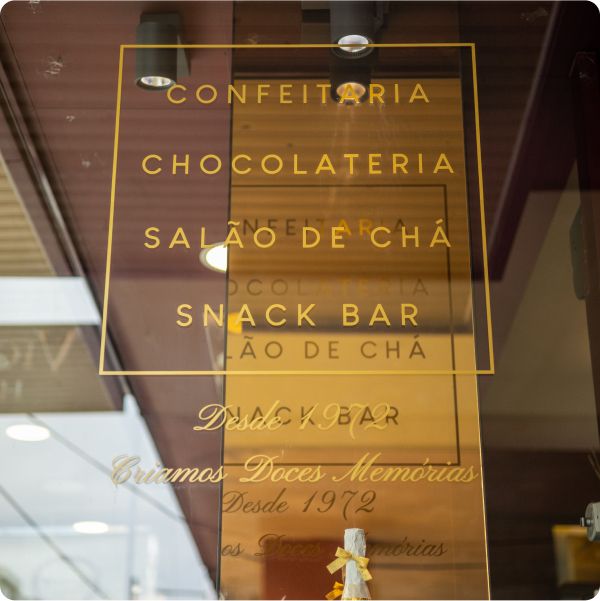 CONFEITARIA
CHOCOLATERIA
SALÃO DE CHÁ
SNACK BAR
Desde 1972
Criamos Doces Memórias